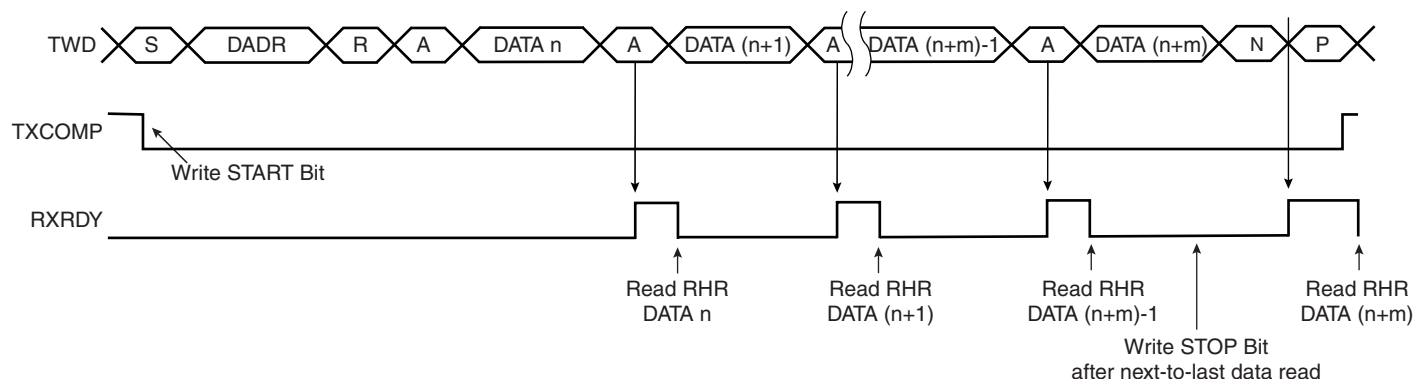 TWD S DADR R A DATA n A DATA (n+1) A DATA (n+m)-1 A DATA (n+m) N P
TXCOMP
Write START Bit
RXRDY
Read RHR
DATA n
Read RHR
DATA (n+1)
Read RHR
DATA (n+m)-1
Read RHR
DATA (n+m)
Write STOP Bit
after next-to-last data read